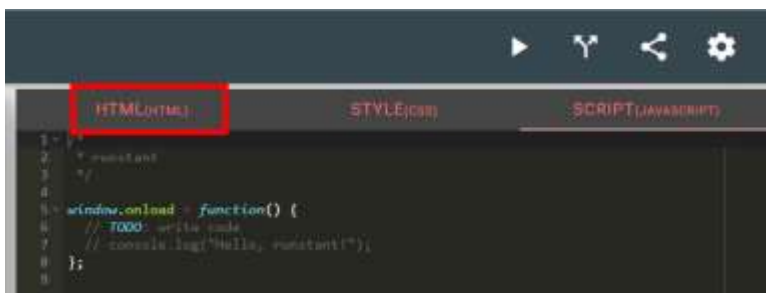 HTML(HTML) STYLE(CSS) SCRIPT(JAVASCRIPT)
1 /*
2 * runstant
3 */
4
5 window.onload = function() {
6 // TODO: write code
7 // console.log("Hello, runstant!");
8 };
9